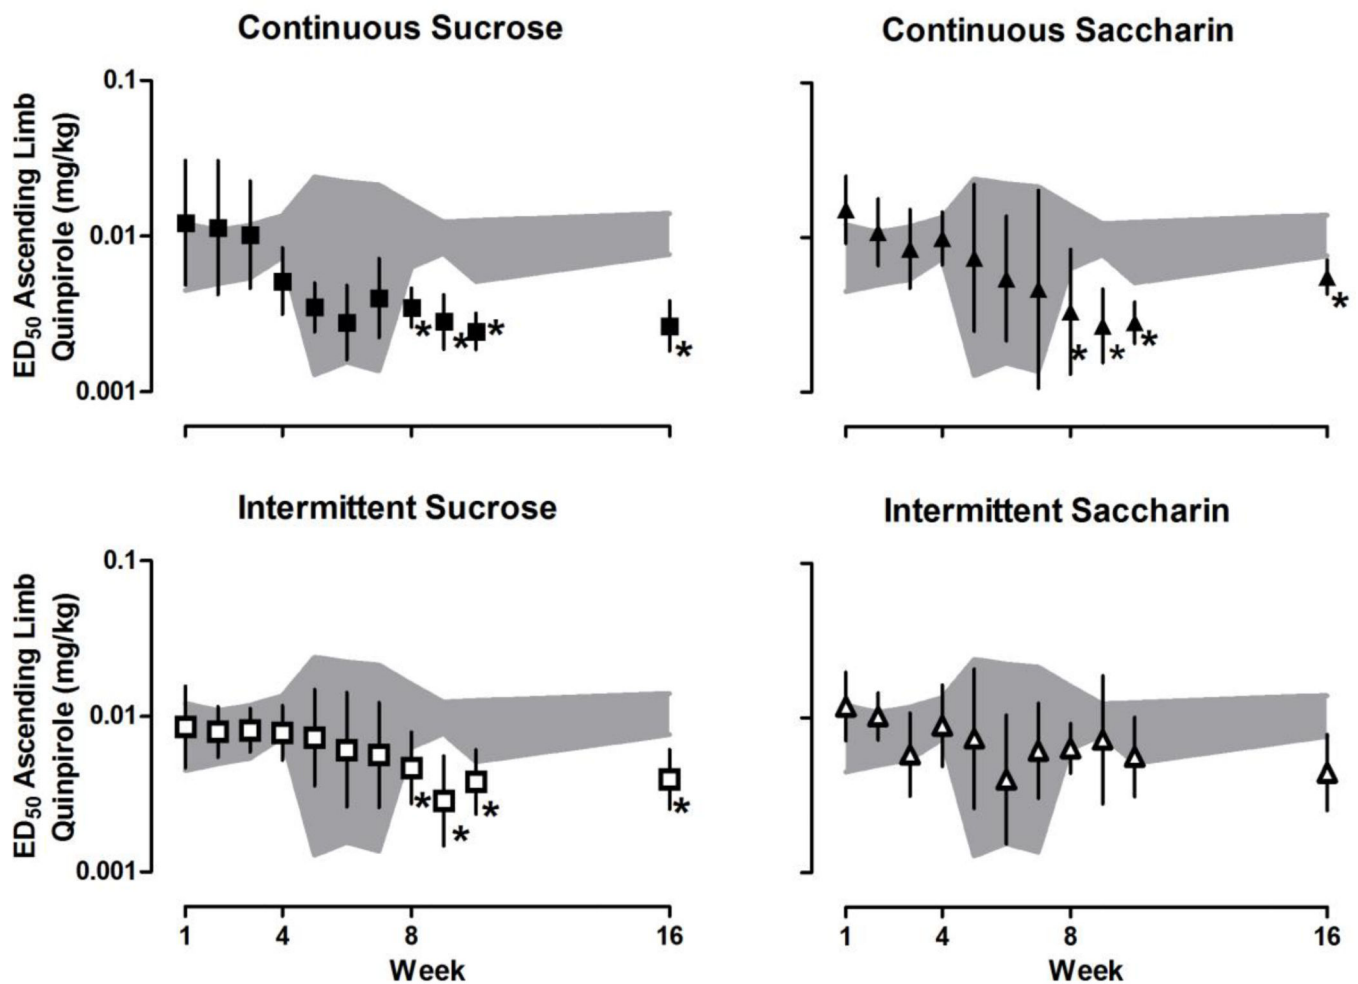 Continuous Sucrose
Continuous Saccharin
ED50 Ascending Limb
Quinpirole (mg/kg)
0.1
0.01
0.001
*
*
*
*
*
*
*
*
Intermittent Sucrose
Intermittent Saccharin
ED50 Ascending Limb
Quinpirole (mg/kg)
0.1
0.01
0.001
*
*
*
*
1 4 8 16
Week
1 4 8 16
Week